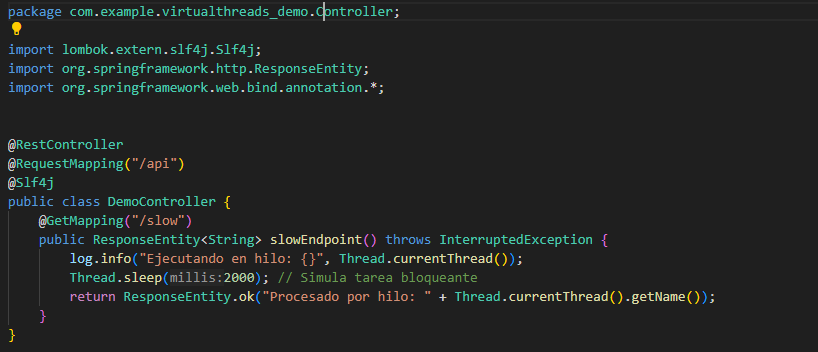 package com.example.virtualthreads_demo.Controller;
import lombok.extern.slf4j.Slf4j;
import org.springframework.http.ResponseEntity;
import org.springframework.web.bind.annotation.*;
@RestController
@RequestMapping("/api")
@Slf4j
public class DemoController {
    @GetMapping("/slow")
    public ResponseEntity<String> slowEndpoint() throws InterruptedException {
        log.info("Ejecutando en hilo: {}", Thread.currentThread());
        Thread.sleep(millis:2000); // Simula tarea bloqueante
        return ResponseEntity.ok("Procesado por hilo: " + Thread.currentThread().getName());
    }
}